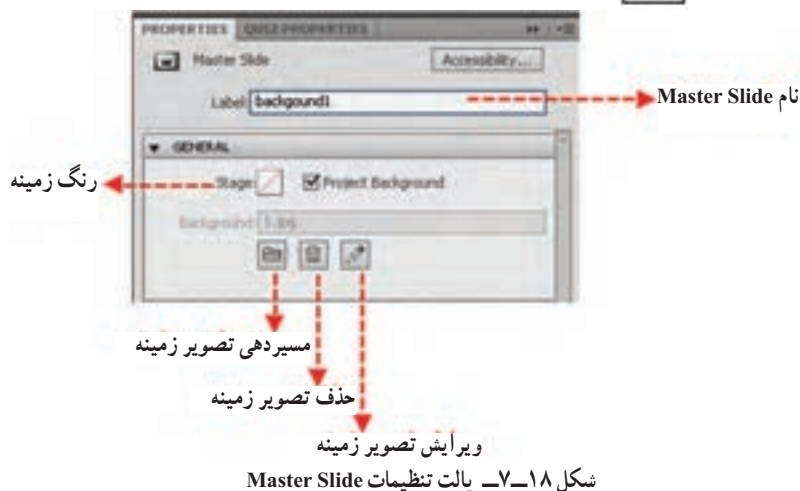 PROPERTIES QUIZ PROPERTIES
Master Slide Accessibility...
Label: backgound1
نام Master Slide
GENERAL
رنگ زمینه
Stage: Project Background
Background:
مسیردهی تصویر زمینه
حذف تصویر زمینه
ویرایش تصویر زمینه
شکل ۱۸ــ۷ــ پالت تنظیمات Master Slide